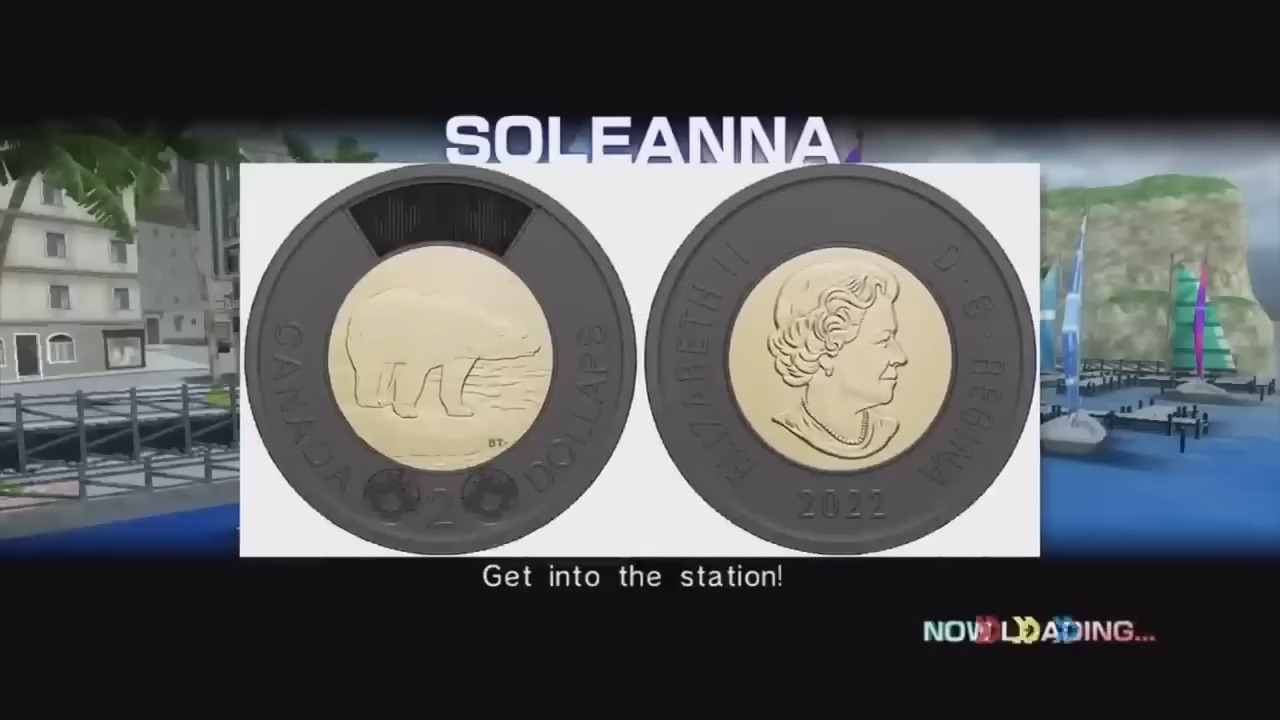 SOLEANNA
CANADA 2 DOLLARS
BT
ELIZABETH II D·G·REGINA
2022
Get into the station!
NOW LOADING...